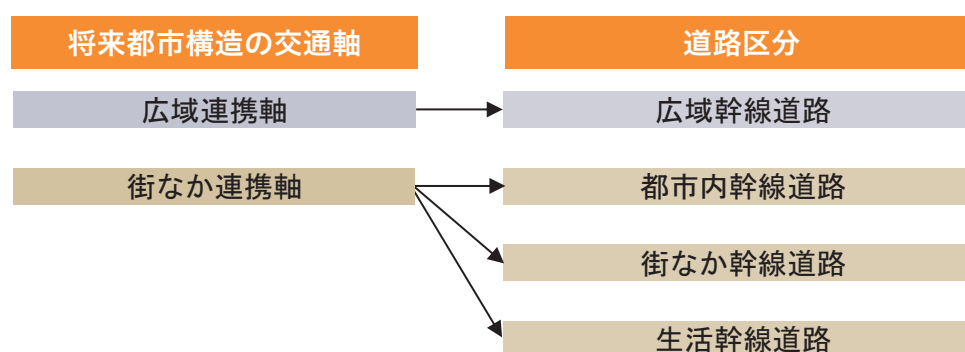 将来都市構造の交通軸
道路区分
広域連携軸
広域幹線道路
街なか連携軸
都市内幹線道路
街なか幹線道路
生活幹線道路